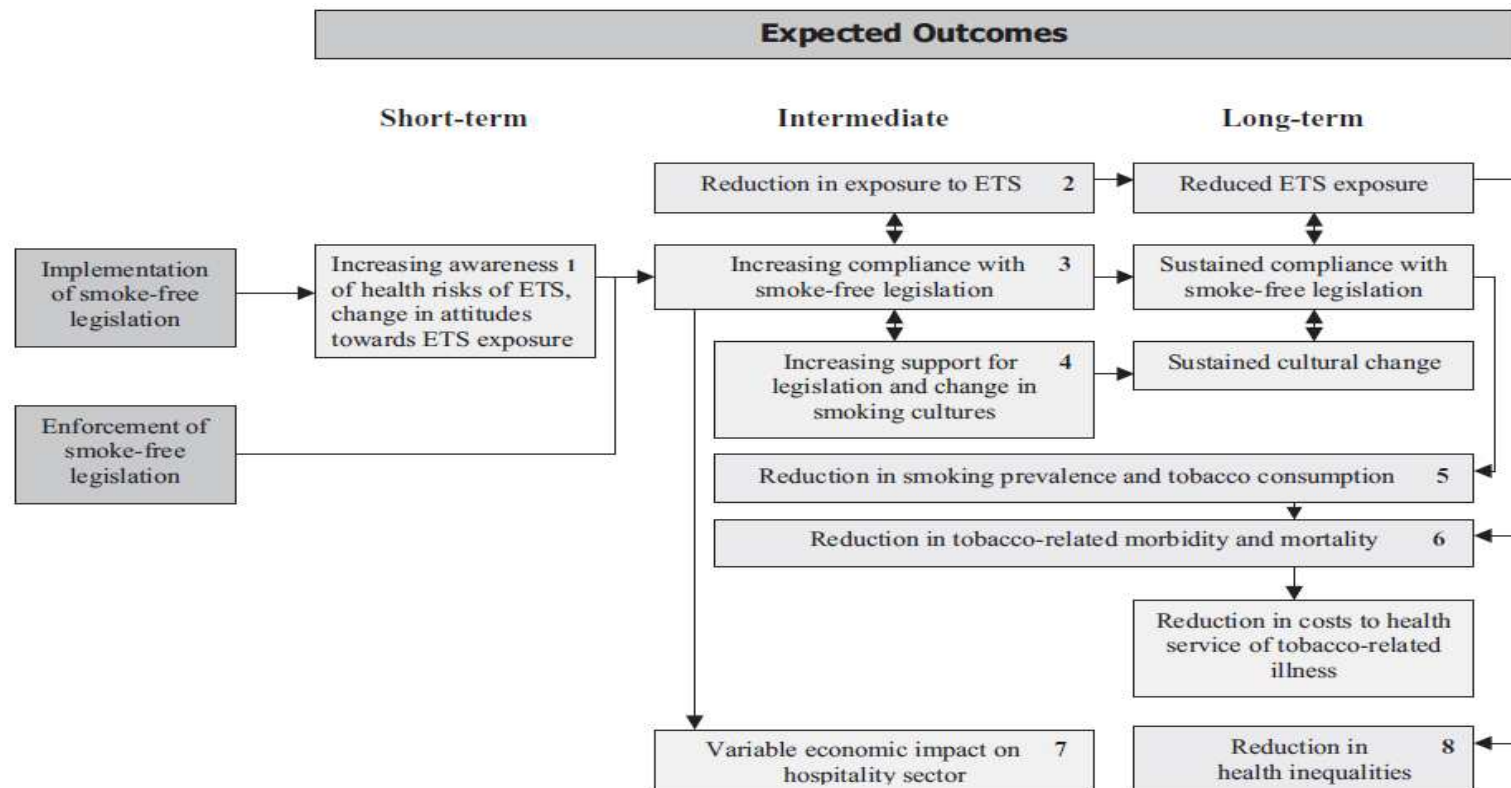 Expected Outcomes
Short-term
Intermediate
Long-term
Reduction in exposure to ETS 2
Reduced ETS exposure
Implementation
of smoke-free
legislation
Increasing awareness 1
of health risks of ETS,
change in attitudes
towards ETS exposure
Increasing compliance with 3
smoke-free legislation
Sustained compliance with
smoke-free legislation
Increasing support for 4
legislation and change in
smoking cultures
Sustained cultural change
Enforcement of
smoke-free
legislation
Reduction in smoking prevalence and tobacco consumption 5
Reduction in tobacco-related morbidity and mortality 6
Reduction in costs to health
service of tobacco-related
illness
Variable economic impact on 7
hospitality sector
Reduction in 8
health inequalities